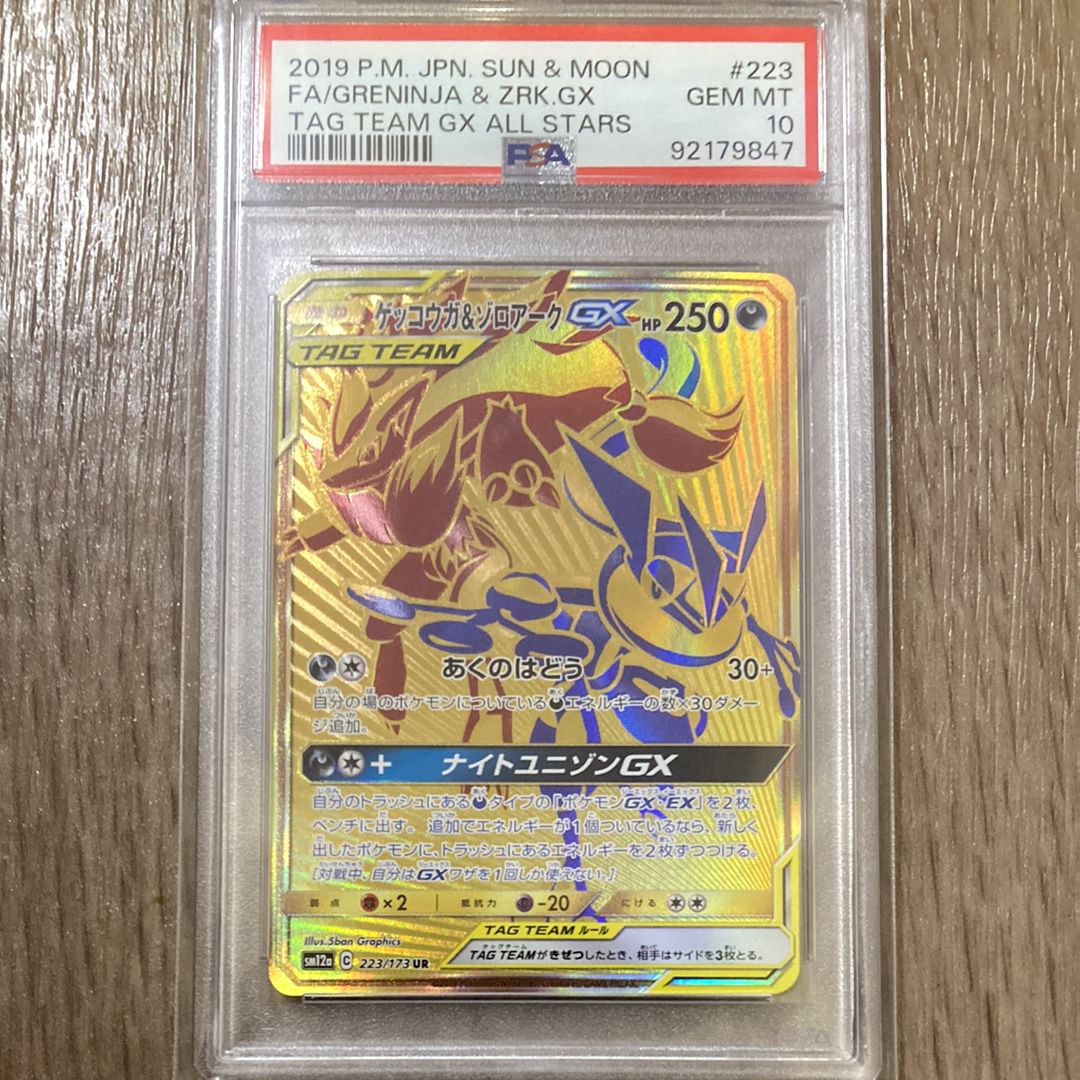 2019 P.M. JPN. SUN & MOON #223
FA/GRENINJA & ZRK.GX GEM MT
TAG TEAM GX ALL STARS 10
PSA 92179847
ゲッコウガ&ゾロアークGX HP 250
TAG TEAM
あくのはどう 30+
自分の場のポケモンについているエネルギーの数×30ダメー
ジ追加。
+ ナイトユニゾンGX
自分のトラッシュにあるタイプの「ポケモンGX・EX」を2枚、
ベンチに出す。追加でエネルギーが1個ついているなら、新しく
出したポケモンに、トラッシュにあるエネルギーを2枚ずつつける。
[対戦中、自分はGXワザを1回しか使えない。]
弱点 ×2 抵抗力 -20 にげる
TAG TEAM ルール
Illus.5ban Graphics
TAG TEAMがきぜつしたとき、相手はサイドを3枚とる。
sm12a C 223/173 UR